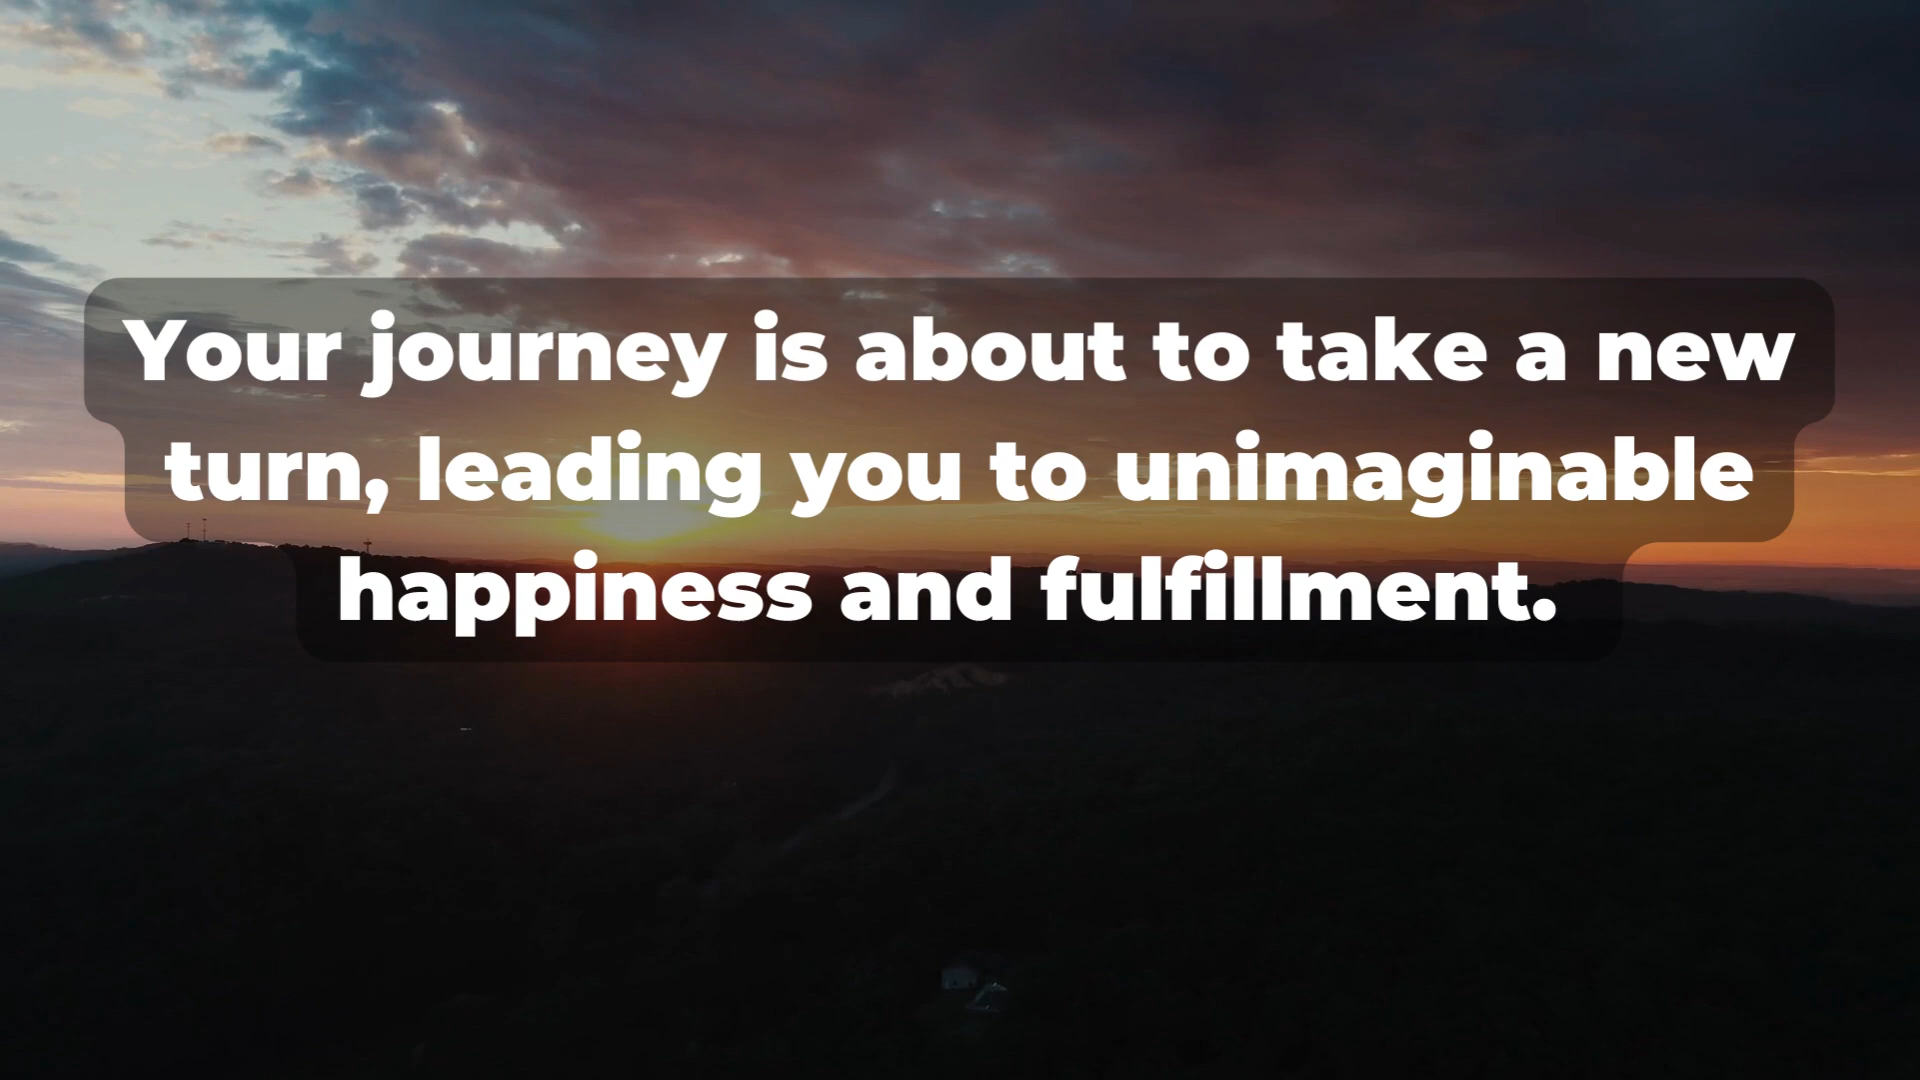 Your journey is about to take a new
turn, leading you to unimaginable
happiness and fulfillment.